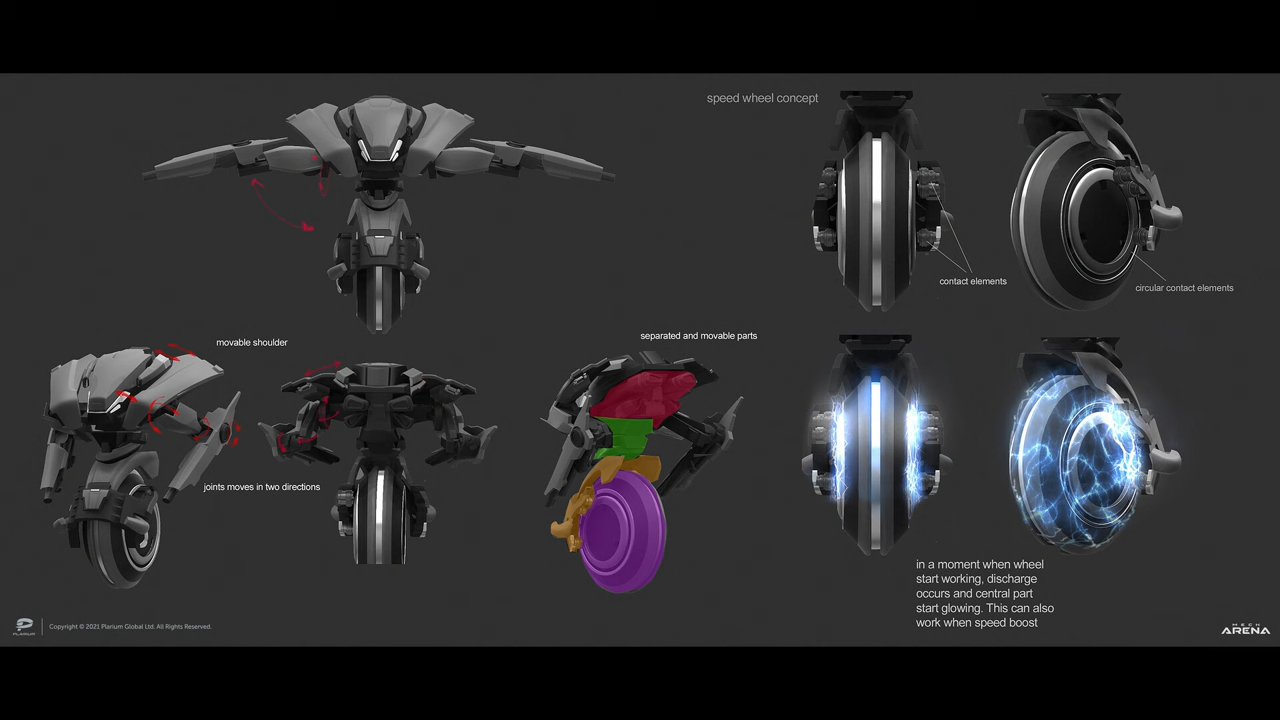 speed wheel concept
contact elements
circular contact elements
movable shoulder
separated and movable parts
joints moves in two directions
in a moment when wheel
start working, discharge
occurs and central part
start glowing. This can also
work when speed boost
PLARIUM
Copyright © 2021 Plarium Global Ltd. All Rights Reserved.
MECH
ARENA